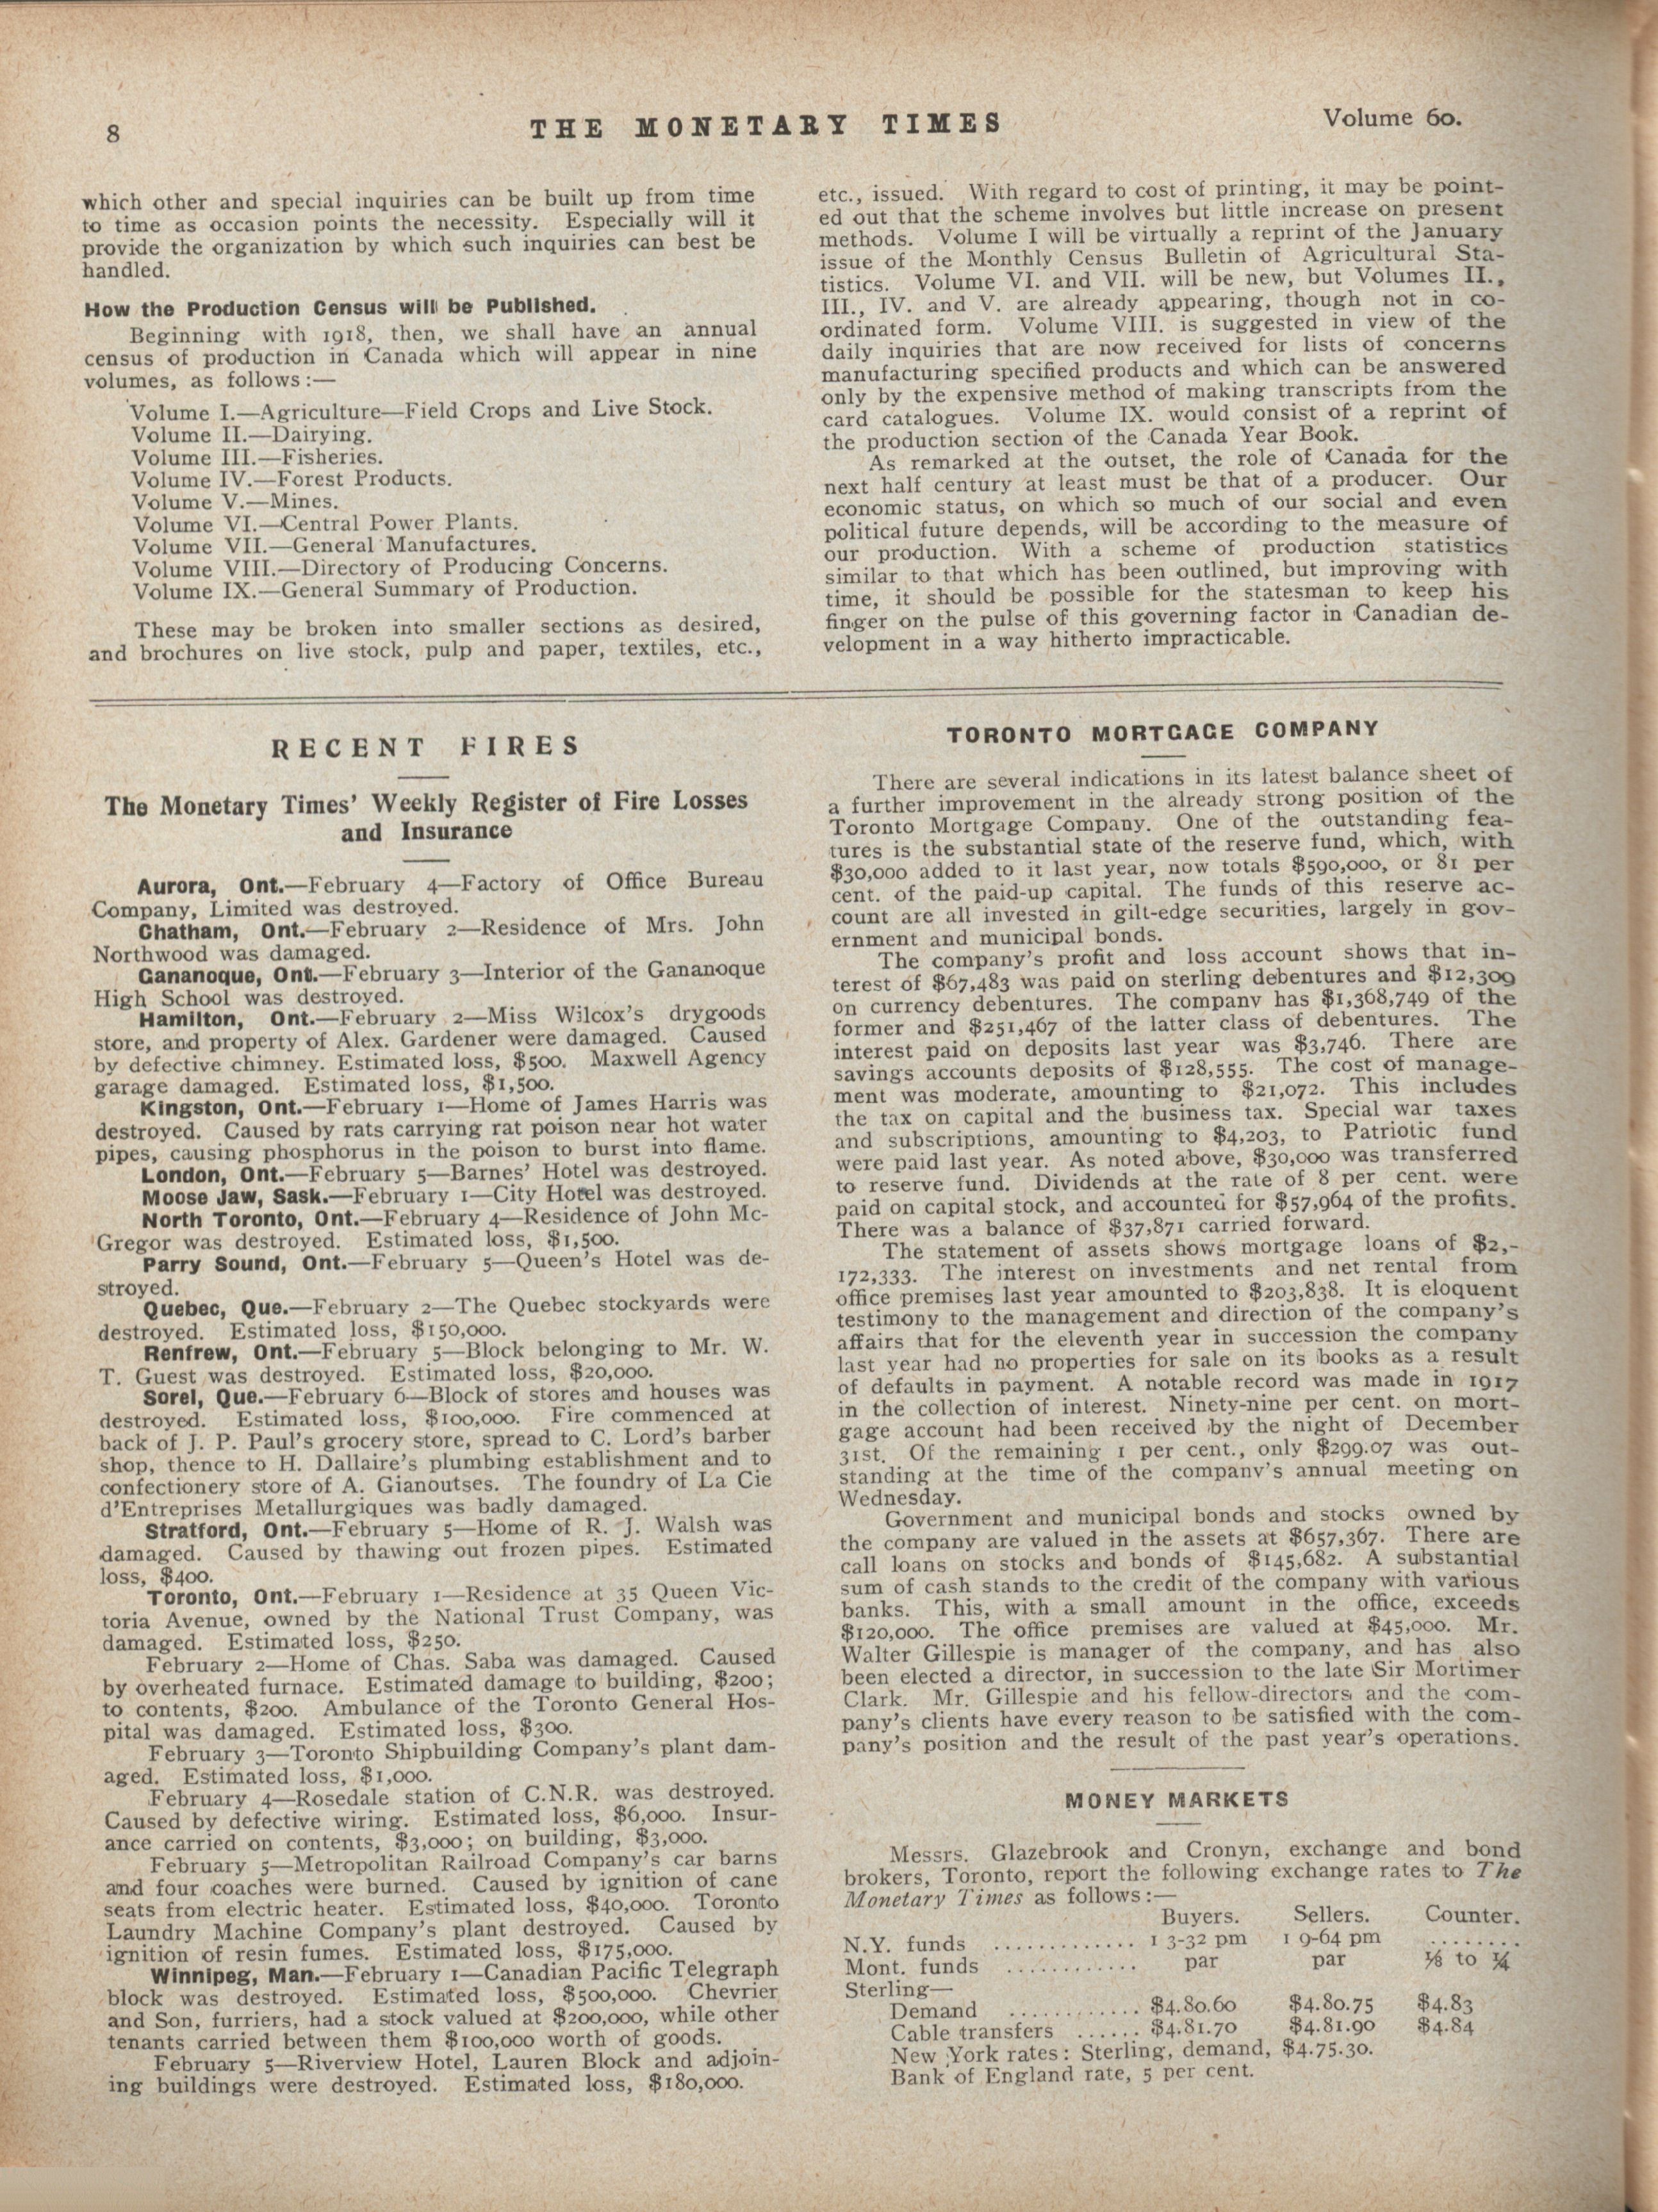 8
THE MONETARY TIMES
Volume 60.
which other and special inquiries can be built up from time
to time as occasion points the necessity. Especially will it
provide the organization by which such inquiries can best be
handled.
How the Production Census will be Published.
Beginning with 1918, then, we shall have an annual
census of production in Canada which will appear in nine
volumes, as follows:—
Volume I.—Agriculture—Field Crops and Live Stock.
Volume II.—Dairying.
Volume III.—Fisheries.
Volume IV.—Forest Products.
Volume V.—Mines.
Volume VI.—Central Power Plants.
Volume VII.—General Manufactures.
Volume VIII.—Directory of Producing Concerns.
Volume IX.—General Summary of Production.
These may be broken into smaller sections as desired,
and brochures on live stock, pulp and paper, textiles, etc.,
etc., issued. With regard to cost of printing, it may be point-
ed out that the scheme involves but little increase on present
methods. Volume I will be virtually a reprint of the January
issue of the Monthly Census Bulletin of Agricultural Sta-
tistics. Volume VI. and VII. will be new, but Volumes II.,
III., IV. and V. are already appearing, though not in co-
ordinated form. Volume VIII. is suggested in view of the
daily inquiries that are now received for lists of concerns
manufacturing specified products and which can be answered
only by the expensive method of making transcripts from the
card catalogues. Volume IX. would consist of a reprint of
the production section of the Canada Year Book.
As remarked at the outset, the role of Canada for the
next half century at least must be that of a producer. Our
economic status, on which so much of our social and even
political future depends, will be according to the measure of
our production. With a scheme of production statistics
similar to that which has been outlined, but improving with
time, it should be possible for the statesman to keep his
finger on the pulse of this governing factor in Canadian de-
velopment in a way hitherto impracticable.
RECENT FIRES
The Monetary Times' Weekly Register of Fire Losses
and Insurance
Aurora, Ont.—February 4—Factory of Office Bureau
Company, Limited was destroyed.
Chatham, Ont.—February 2—Residence of Mrs. John
Northwood was damaged.
Gananoque, Ont.—February 3—Interior of the Gananoque
High School was destroyed.
Hamilton, Ont.—February 2—Miss Wilcox's drygoods
store, and property of Alex. Gardener were damaged. Caused
by defective chimney. Estimated loss, $500. Maxwell Agency
garage damaged. Estimated loss, $1,500.
Kingston, Ont.—February 1—Home of James Harris was
destroyed. Caused by rats carrying rat poison near hot water
pipes, causing phosphorus in the poison to burst into flame.
London, Ont.—February 5—Barnes' Hotel was destroyed.
Moose Jaw, Sask.—February 1—City Hotel was destroyed.
North Toronto, Ont.—February 4—Residence of John Mc-
Gregor was destroyed. Estimated loss, $1,500.
Parry Sound, Ont.—February 5—Queen's Hotel was de-
stroyed.
Quebec, Que.—February 2—The Quebec stockyards were
destroyed. Estimated loss, $150,000.
Renfrew, Ont.—February 5—Block belonging to Mr. W.
T. Guest was destroyed. Estimated loss, $20,000.
Sorel, Que.—February 6—Block of stores and houses was
destroyed. Estimated loss, $100,000. Fire commenced at
back of J. P. Paul's grocery store, spread to C. Lord's barber
shop, thence to H. Dallaire's plumbing establishment and to
confectionery store of A. Gianoutses. The foundry of La Cie
d'Entreprises Metallurgiques was badly damaged.
Stratford, Ont.—February 5—Home of R. J. Walsh was
damaged. Caused by thawing out frozen pipes. Estimated
loss, $400.
Toronto, Ont.—February 1—Residence at 35 Queen Vic-
toria Avenue, owned by the National Trust Company, was
damaged. Estimated loss, $250.
February 2—Home of Chas. Saba was damaged. Caused
by overheated furnace. Estimated damage to building, $200;
to contents, $200. Ambulance of the Toronto General Hos-
pital was damaged. Estimated loss, $300.
February 3—Toronto Shipbuilding Company's plant dam-
aged. Estimated loss, $1,000.
February 4—Rosedale station of C.N.R. was destroyed.
Caused by defective wiring. Estimated loss, $6,000. Insur-
ance carried on contents, $3,000; on building, $3,000.
February 5—Metropolitan Railroad Company's car barns
and four coaches were burned. Caused by ignition of cane
seats from electric heater. Estimated loss, $40,000. Toronto
Laundry Machine Company's plant destroyed. Caused by
ignition of resin fumes. Estimated loss, $175,000.
Winnipeg, Man.—February 1—Canadian Pacific Telegraph
block was destroyed. Estimated loss, $500,000. Chevrier
and Son, furriers, had a stock valued at $200,000, while other
tenants carried between them $100,000 worth of goods.
February 5—Riverview Hotel, Lauren Block and adjoin-
ing buildings were destroyed. Estimated loss, $180,000.
TORONTO MORTGAGE COMPANY
There are several indications in its latest balance sheet of
a further improvement in the already strong position of the
Toronto Mortgage Company. One of the outstanding fea-
tures is the substantial state of the reserve fund, which, with
$30,000 added to it last year, now totals $590,000, or 81 per
cent. of the paid-up capital. The funds of this reserve ac-
count are all invested in gilt-edge securities, largely in gov-
ernment and municipal bonds.
The company's profit and loss account shows that in-
terest of $67,483 was paid on sterling debentures and $12,309
on currency debentures. The company has $1,368,749 of the
former and $251,467 of the latter class of debentures. The
interest paid on deposits last year was $3,746. There are
savings accounts deposits of $128,555. The cost of manage-
ment was moderate, amounting to $21,072. This includes
the tax on capital and the business tax. Special war taxes
and subscriptions, amounting to $4,203, to Patriotic fund
were paid last year. As noted above, $30,000 was transferred
to reserve fund. Dividends at the rate of 8 per cent. were
paid on capital stock, and accounted for $57,964 of the profits.
There was a balance of $37,871 carried forward.
The statement of assets shows mortgage loans of $2,-
172,333. The interest on investments and net rental from
office premises last year amounted to $203,838. It is eloquent
testimony to the management and direction of the company's
affairs that for the eleventh year in succession the company
last year had no properties for sale on its books as a result
of defaults in payment. A notable record was made in 1917
in the collection of interest. Ninety-nine per cent. on mort-
gage account had been received by the night of December
31st. Of the remaining 1 per cent., only $299.07 was out-
standing at the time of the company's annual meeting on
Wednesday.
Government and municipal bonds and stocks owned by
the company are valued in the assets at $657,367. There are
call loans on stocks and bonds of $145,682. A substantial
sum of cash stands to the credit of the company with various
banks. This, with a small amount in the office, exceeds
$120,000. The office premises are valued at $45,000. Mr.
Walter Gillespie is manager of the company, and has also
been elected a director, in succession to the late Sir Mortimer
Clark. Mr. Gillespie and his fellow-directors and the com-
pany's clients have every reason to be satisfied with the com-
pany's position and the result of the past year's operations.
MONEY MARKETS
Messrs. Glazebrook and Cronyn, exchange and bond
brokers, Toronto, report the following exchange rates to The
Monetary Times as follows:—
Buyers. Sellers. Counter.
N.Y. funds ............. 1 3-32 pm 1 9-64 pm ........
Mont. funds ............ par par ⅛ to ¼
Sterling—
Demand ............ $4.80.60 $4.80.75 $4.83
Cable transfers ...... $4.81.70 $4.81.90 $4.84
New York rates: Sterling, demand, $4.75.30.
Bank of England rate, 5 per cent.